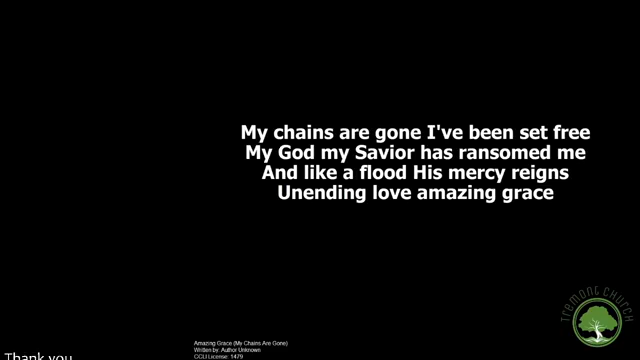 My chains are gone I've been set free
My God my Savior has ransomed me
And like a flood His mercy reigns
Unending love amazing grace
TREMONT CHURCH
Amazing Grace (My Chains Are Gone)
Written by: Author Unknown
CCLI License: 1479
Thank you